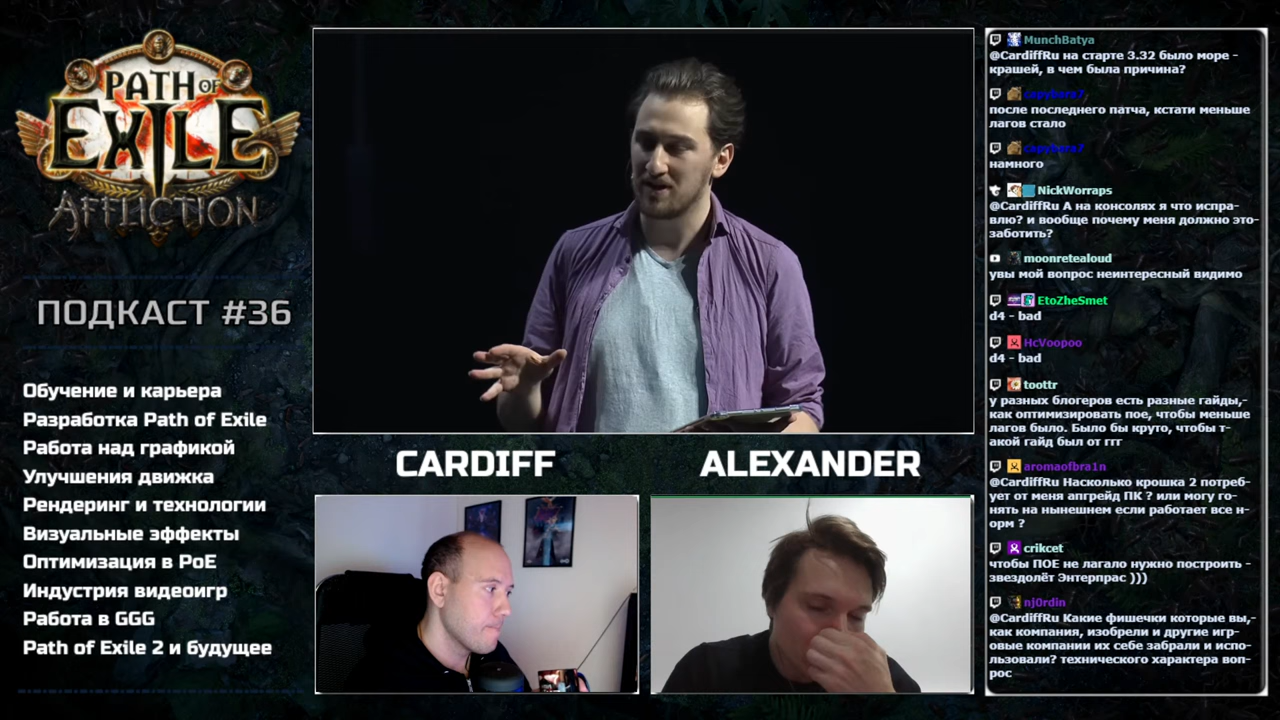 PATH OF
EXILE
AFFLICTION
ПОДКАСТ #36
Обучение и карьера
Разработка Path of Exile
Работа над графикой
Улучшения движка
Рендеринг и технологии
Визуальные эффекты
Оптимизация в PoE
Индустрия видеоигр
Работа в GGG
Path of Exile 2 и будущее
CARDIFF
ALEXANDER
MunchBatya
@CardiffRu на старте 3.32 было море -
крашей, в чем была причина?
capybara7
после последнего патча, кстати меньше
лагов стало
capybara7
намного
NickWorraps
@CardiffRu А на консолях я что испра-
влю? и вообще почему меня должно это-
заботить?
moonretealoud
увы мой вопрос неинтересный видимо
EtoZheSmet
d4 - bad
HcVoopoo
d4 - bad
toottr
у разных блогеров есть разные гайды,-
как оптимизировать пое, чтобы меньше
лагов было. Было бы круто, чтобы т-
акой гайд был от ггг
aromaofbra1n
@CardiffRu Насколько крошка 2 потреб-
ует от меня апгрейд ПК ? или могу го-
нять на нынешнем если работает все н-
орм ?
crikcet
чтобы ПОЕ не лагало нужно построить -
звездолёт Энтерпрас )))
nj0rdin
@CardiffRu Какие фишечки которые вы,-
как компания, изобрели и другие игр-
овые компании их себе забрали и испо-
льзовали? технического характера воп-
рос